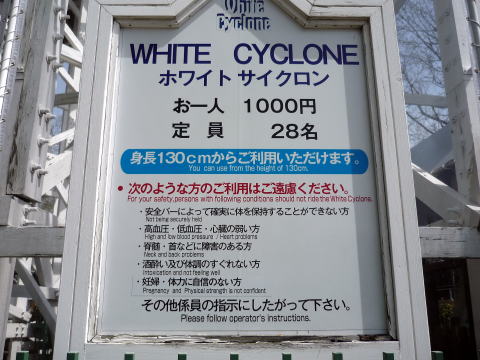 White
Cyclone
WHITE CYCLONE
ホワイト サイクロン
お一人 1000円
定員 28名
身長130cmからご利用いただけます。
You can use from the height of 130cm.
● 次のような方のご利用はご遠慮ください。
For your safety,persons with following conditions should not ride the White Cyclone.
・安全バーによって確実に体を保持することができない方
Not being securely held
・高血圧・低血圧・心臓の弱い方
High and low blood pressure / Heart problems
・脊髄・首などに障害のある方
Neck and back problems
・酒酔い及び体調のすぐれない方
Intoxication and not feeling well
・妊婦・体力に自信のない方
Pregnancy and Physical strength is not confident
その他係員の指示にしたがって下さい。
Please follow operator's instructions.